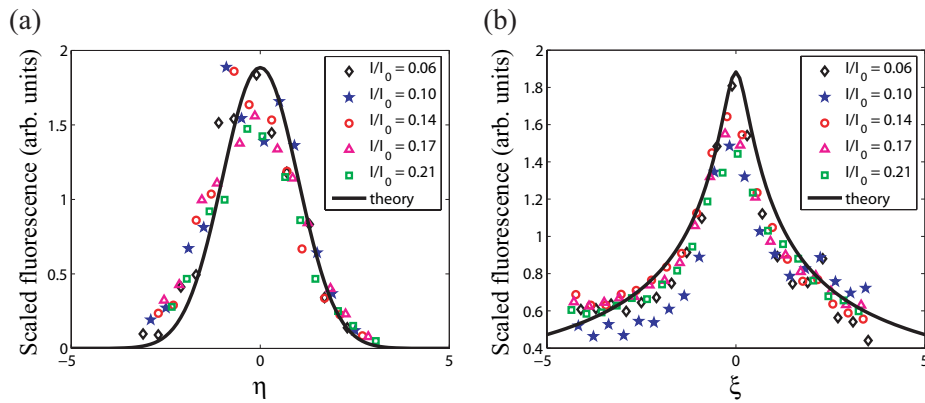 (a)
Scaled fluorescence (arb. units)
2
1.5
1
0.5
0
−5
0
5
η
I/I0 = 0.06
I/I0 = 0.10
I/I0 = 0.14
I/I0 = 0.17
I/I0 = 0.21
theory
(b)
Scaled fluorescence (arb. units)
2
1.8
1.6
1.4
1.2
1
0.8
0.6
0.4
−5
0
5
ξ
I/I0 = 0.06
I/I0 = 0.10
I/I0 = 0.14
I/I0 = 0.17
I/I0 = 0.21
theory